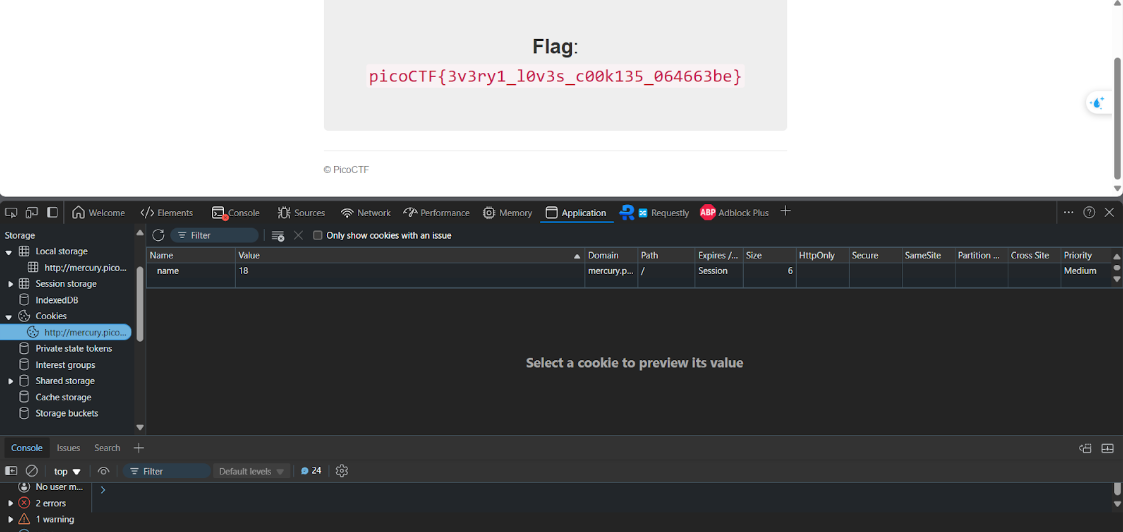 Flag:
picoCTF{3v3ry1_l0v3s_c00k135_064663be}
© PicoCTF
Welcome Elements Console Sources Network Performance Memory Application Requestly ABP Adblock Plus
Storage
Filter Only show cookies with an issue
Local storage
http://mercury.pico...
Session storage
IndexedDB
Cookies
http://mercury.pico...
Private state tokens
Interest groups
Shared storage
Cache storage
Storage buckets
Name Value Domain Path Expires /... Size HttpOnly Secure SameSite Partition ... Cross Site Priority
name 18 mercury.p... / Session 6 Medium
Select a cookie to preview its value
Console Issues Search
top Filter Default levels 24
No user m...
2 errors
1 warning